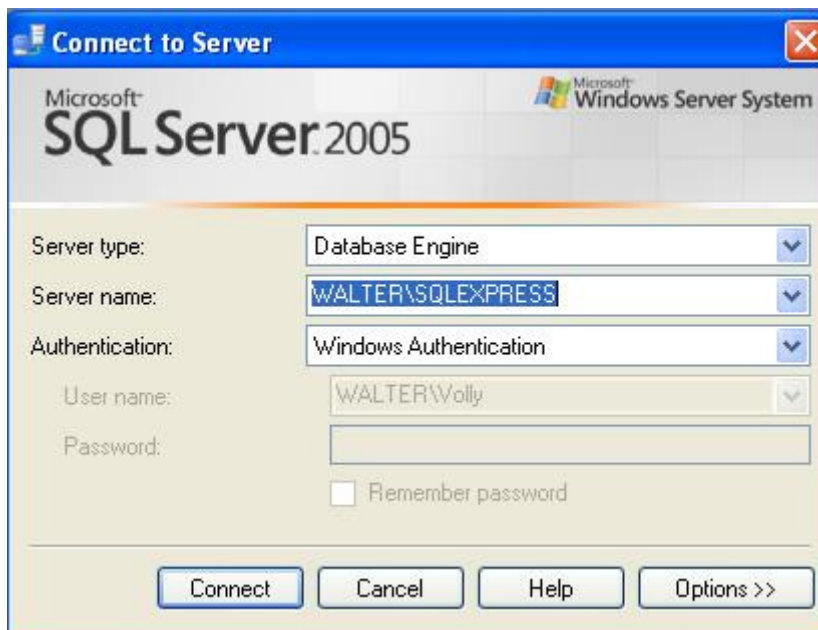 Connect to Server
Microsoft
SQL Server 2005
Microsoft
Windows Server System
Server type:
Database Engine
Server name:
WALTER\SQLEXPRESS
Authentication:
Windows Authentication
User name:
WALTER\Volly
Password:
Remember password
Connect
Cancel
Help
Options >>